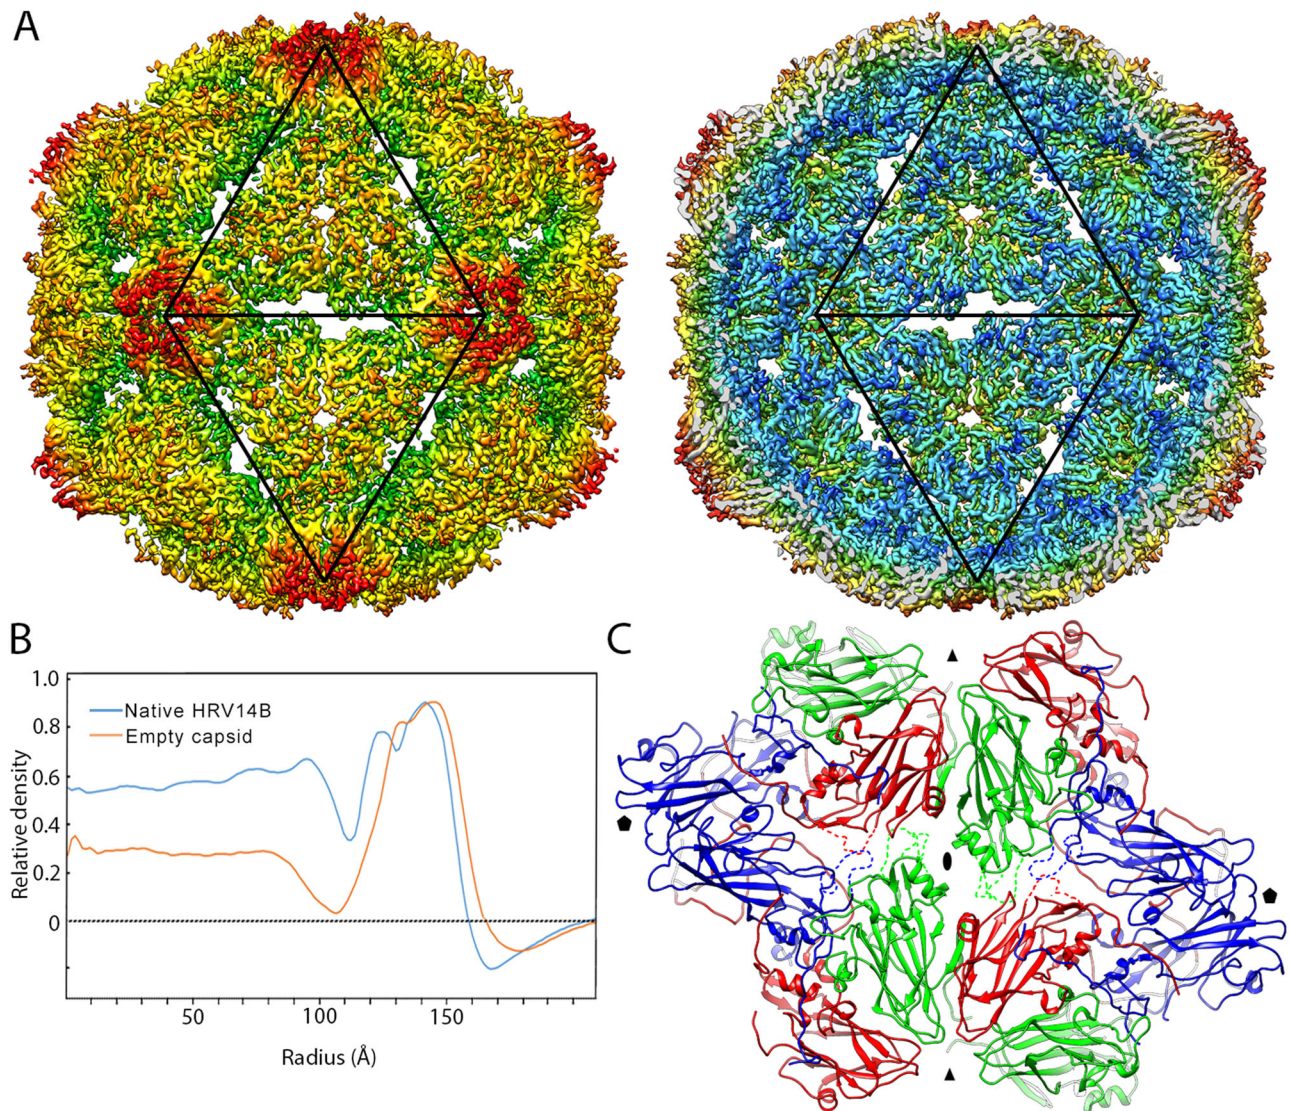 A
B
C
1.0
0.8
0.6
0.4
0.2
0
Relative density
Native HRV14B
Empty capsid
50 100 150
Radius (Å)